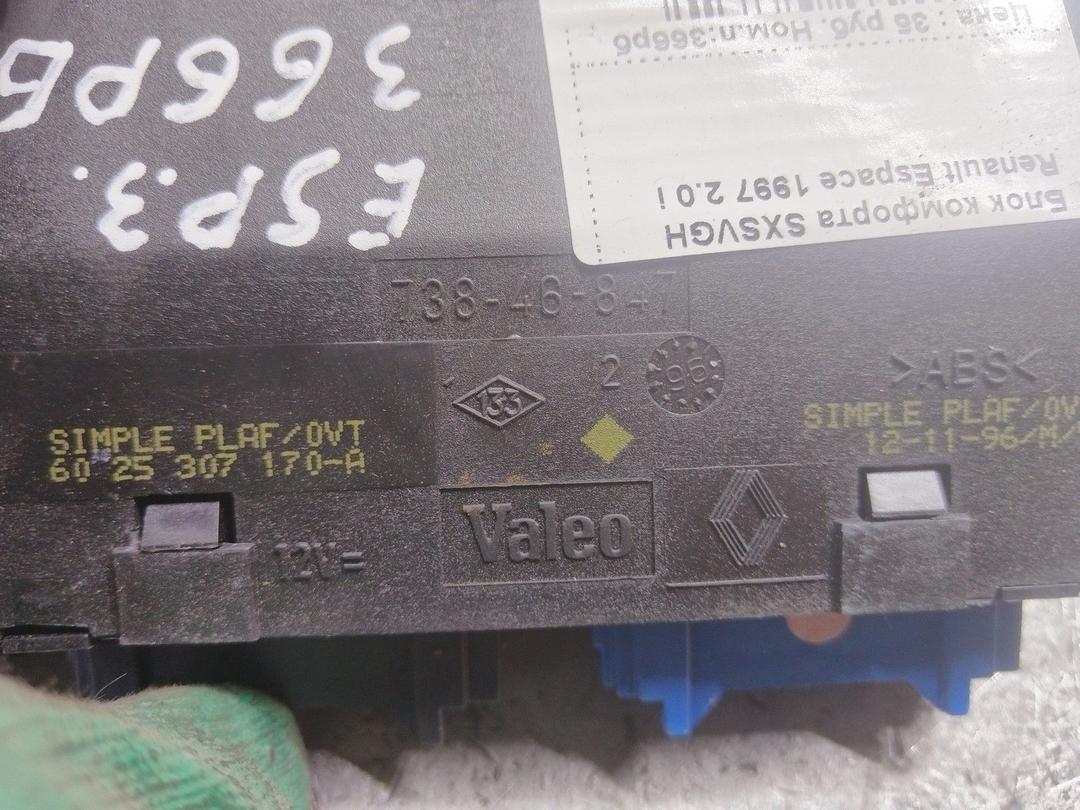 ESP.3.
366РБ
Блок комфорта SXSVGH
Renault Espace 1997 2.0 i
Цена : 35 руб. Ном.п:366рб
738-46-847
133
2
96
>ABS<
SIMPLE PLAF/OVT
60 25 307 170-A
SIMPLE PLAF/OV
12-11-96/M/
12V=
Valeo